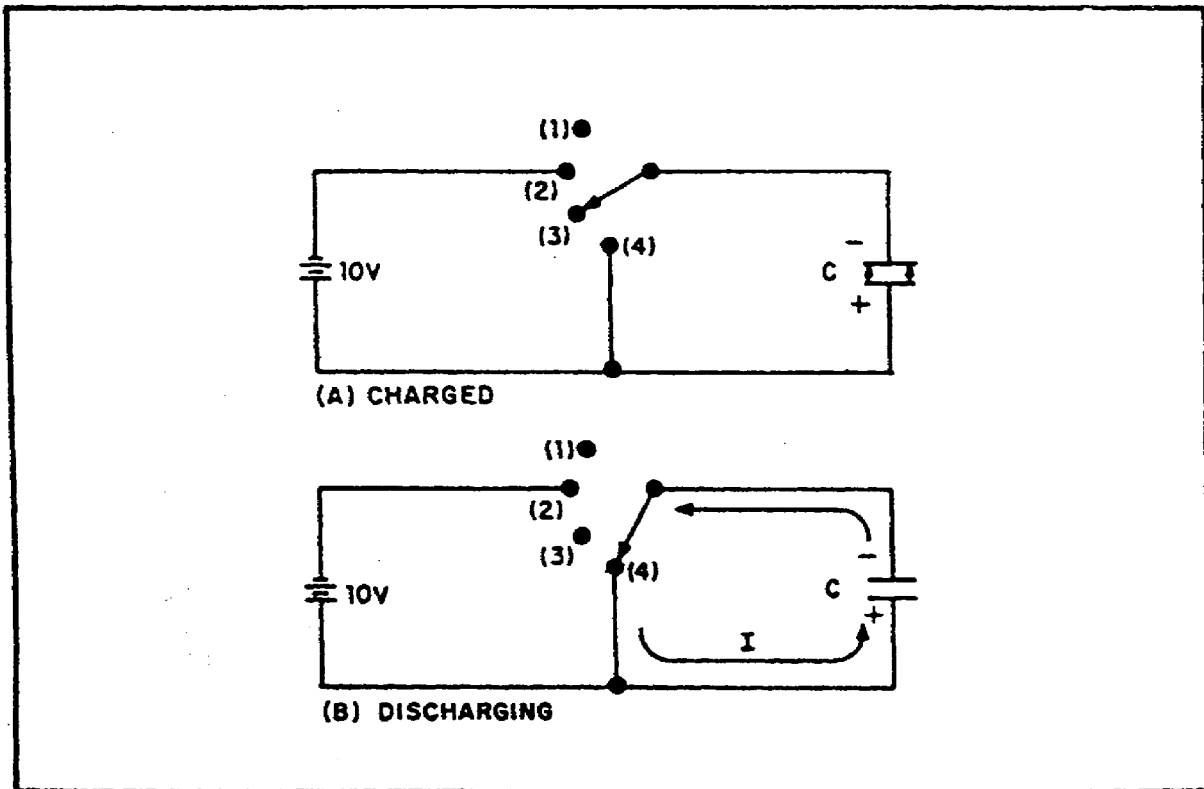 (1)
(2)
(3)
(4)
10V
−
C
+
(A) CHARGED
(1)
(2)
(3)
(4)
10V
−
C
+
I
(B) DISCHARGING